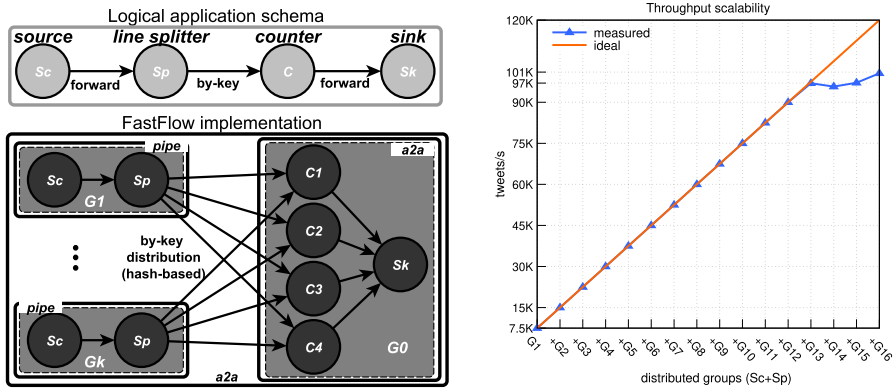 Logical application schema
source line splitter counter sink
Sc Sp C Sk
forward by-key forward
FastFlow implementation
pipe a2a
Sc Sp C1
G1
C2
by-key
distribution
(hash-based)
Sk
C3
pipe
Sc Sp C4
Gk G0
a2a
Throughput scalability
measured
ideal
120K
101K
97K
90K
75K
60K
45K
30K
15K
7.5K
tweets/s
G1 +G2 +G3 +G4 +G5 +G6 +G7 +G8 +G9 +G10 +G11 +G12 +G13 +G14 +G15 +G16
distributed groups (Sc+Sp)